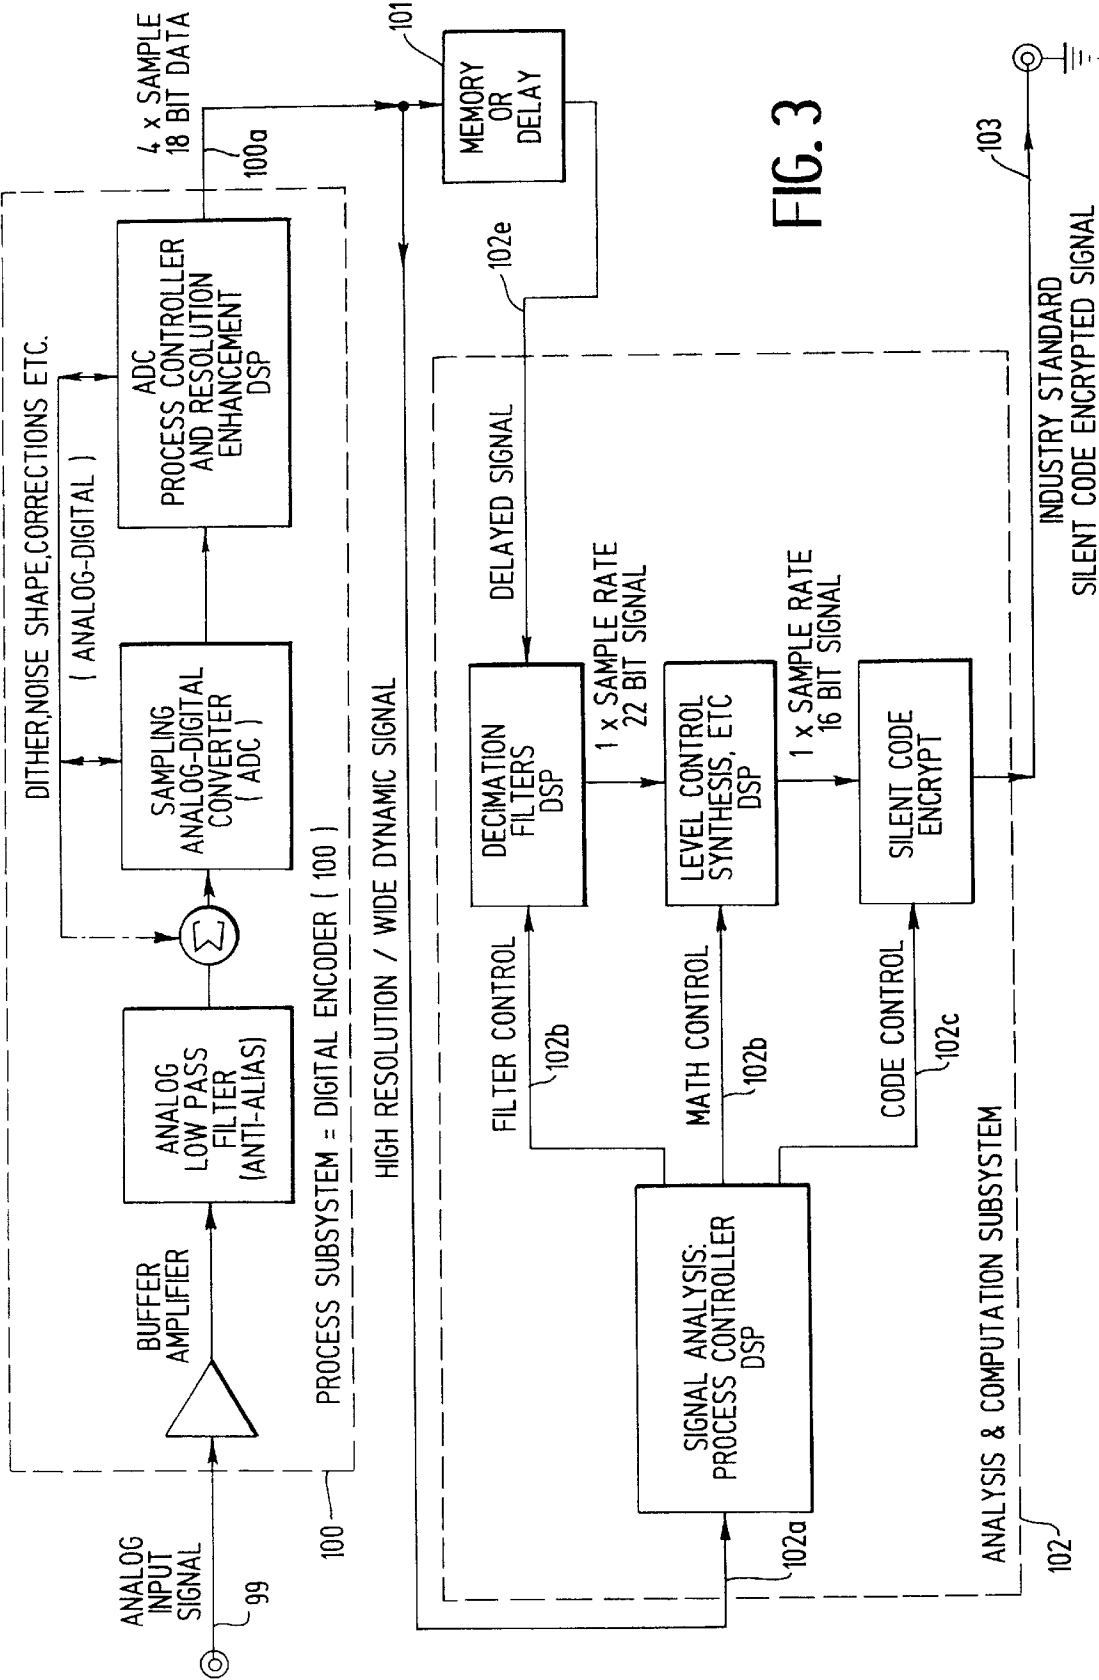 ANALOG
INPUT
SIGNAL
99
100
BUFFER
AMPLIFIER
ANALOG
LOW PASS
FILTER
(ANTI-ALIAS)
Σ
SAMPLING
ANALOG-DIGITAL
CONVERTER
( ADC )
DITHER,NOISE SHAPE,CORRECTIONS ETC.
( ANALOG-DIGITAL )
ADC
PROCESS CONTROLLER
AND RESOLUTION
ENHANCEMENT
DSP
4 x SAMPLE
18 BIT DATA
100a
PROCESS SUBSYSTEM = DIGITAL ENCODER ( 100 )
HIGH RESOLUTION / WIDE DYNAMIC SIGNAL
101
MEMORY
OR
DELAY
102e
DELAYED SIGNAL
FILTER CONTROL
102b
DECIMATION
FILTERS
DSP
1 x SAMPLE RATE
22 BIT SIGNAL
MATH CONTROL
102b
LEVEL CONTROL
SYNTHESIS, ETC
DSP
1 x SAMPLE RATE
16 BIT SIGNAL
CODE CONTROL
102c
SILENT CODE
ENCRYPT
SIGNAL ANALYSIS:
PROCESS CONTROLLER
DSP
102a
ANALYSIS & COMPUTATION SUBSYSTEM
102
103
INDUSTRY STANDARD
SILENT CODE ENCRYPTED SIGNAL
FIG. 3